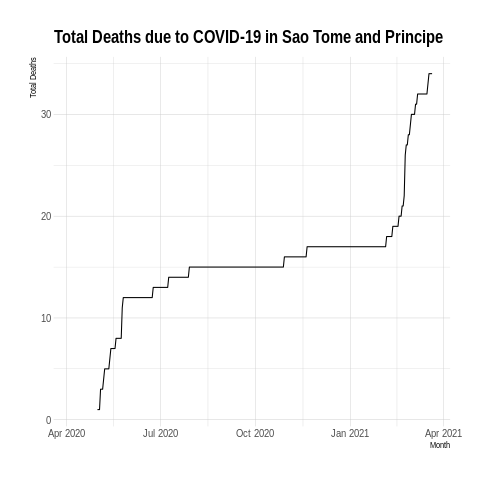 Total Deaths due to COVID-19 in Sao Tome and Principe
Total Deaths
30
20
10
0
Apr 2020 Jul 2020 Oct 2020 Jan 2021 Apr 2021
Month